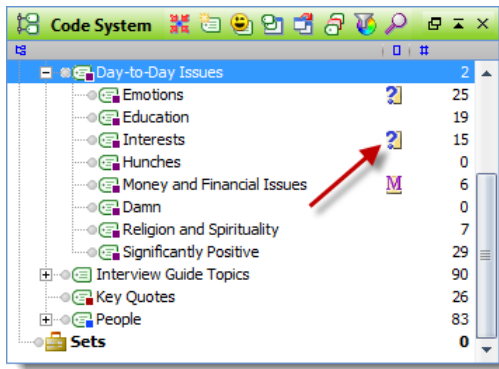 Code System
#
Day-to-Day Issues 2
Emotions ? 25
Education 19
Interests ? 15
Hunches 0
Money and Financial Issues M 6
Damn 0
Religion and Spirituality 7
Significantly Positive 29
Interview Guide Topics 90
Key Quotes 26
People 83
Sets 0